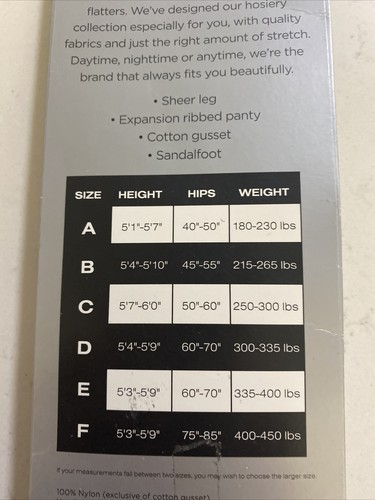 flatters. We've designed our hosiery
collection especially for you, with quality
fabrics and just the right amount of stretch.
Daytime, nighttime or anytime, we're the
brand that always fits you beautifully.
• Sheer leg
• Expansion ribbed panty
• Cotton gusset
• Sandalfoot
SIZE HEIGHT HIPS WEIGHT
A 5'1"-5'7" 40"-50" 180-230 lbs
B 5'4"-5'10" 45"-55" 215-265 lbs
C 5'7"-6'0" 50"-60" 250-300 lbs
D 5'4"-5'9" 60"-70" 300-335 lbs
E 5'3"-5'9" 60"-70" 335-400 lbs
F 5'3"-5'9" 75"-85" 400-450 lbs
If your measurements fall between two sizes, you may wish to choose the larger size.
100% Nylon (exclusive of cotton gusset)